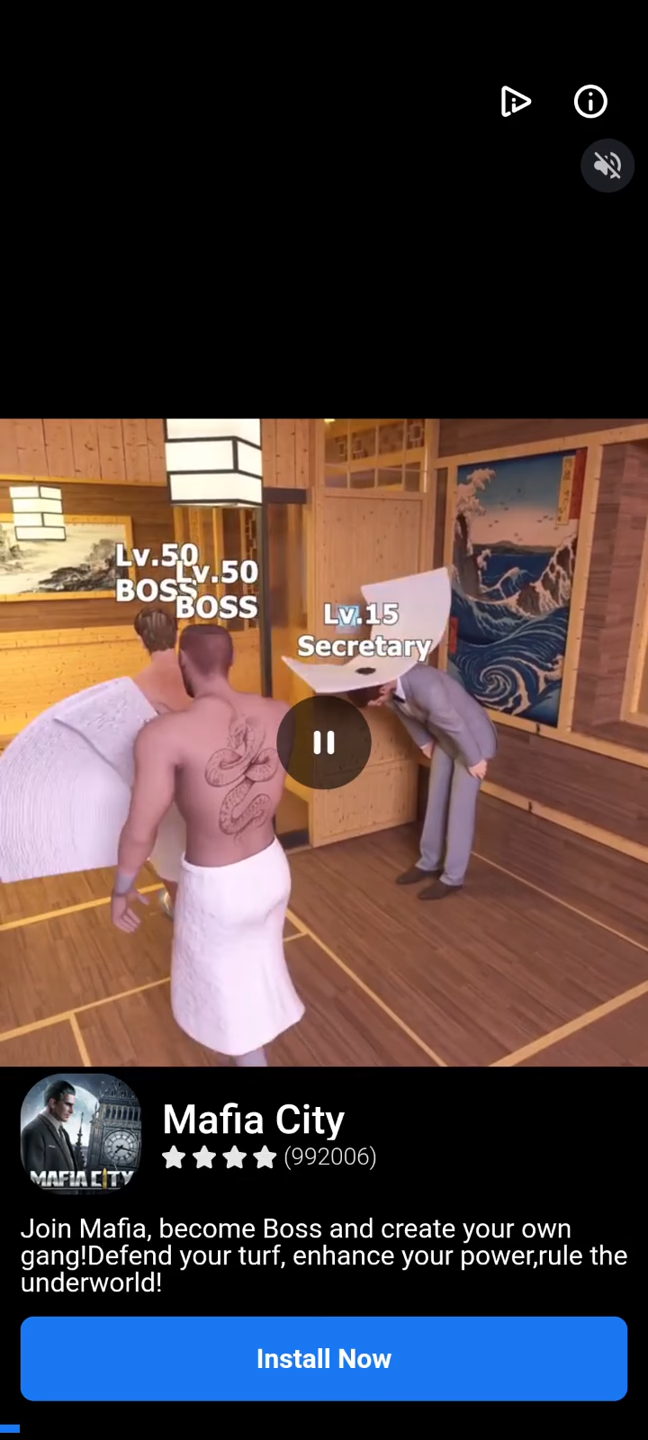 Lv.50
BOSS
Lv.50
BOSS
Lv.15
Secretary
MAFIA CITY
Mafia City
(992006)
Join Mafia, become Boss and create your own
gang!Defend your turf, enhance your power,rule the
underworld!
Install Now